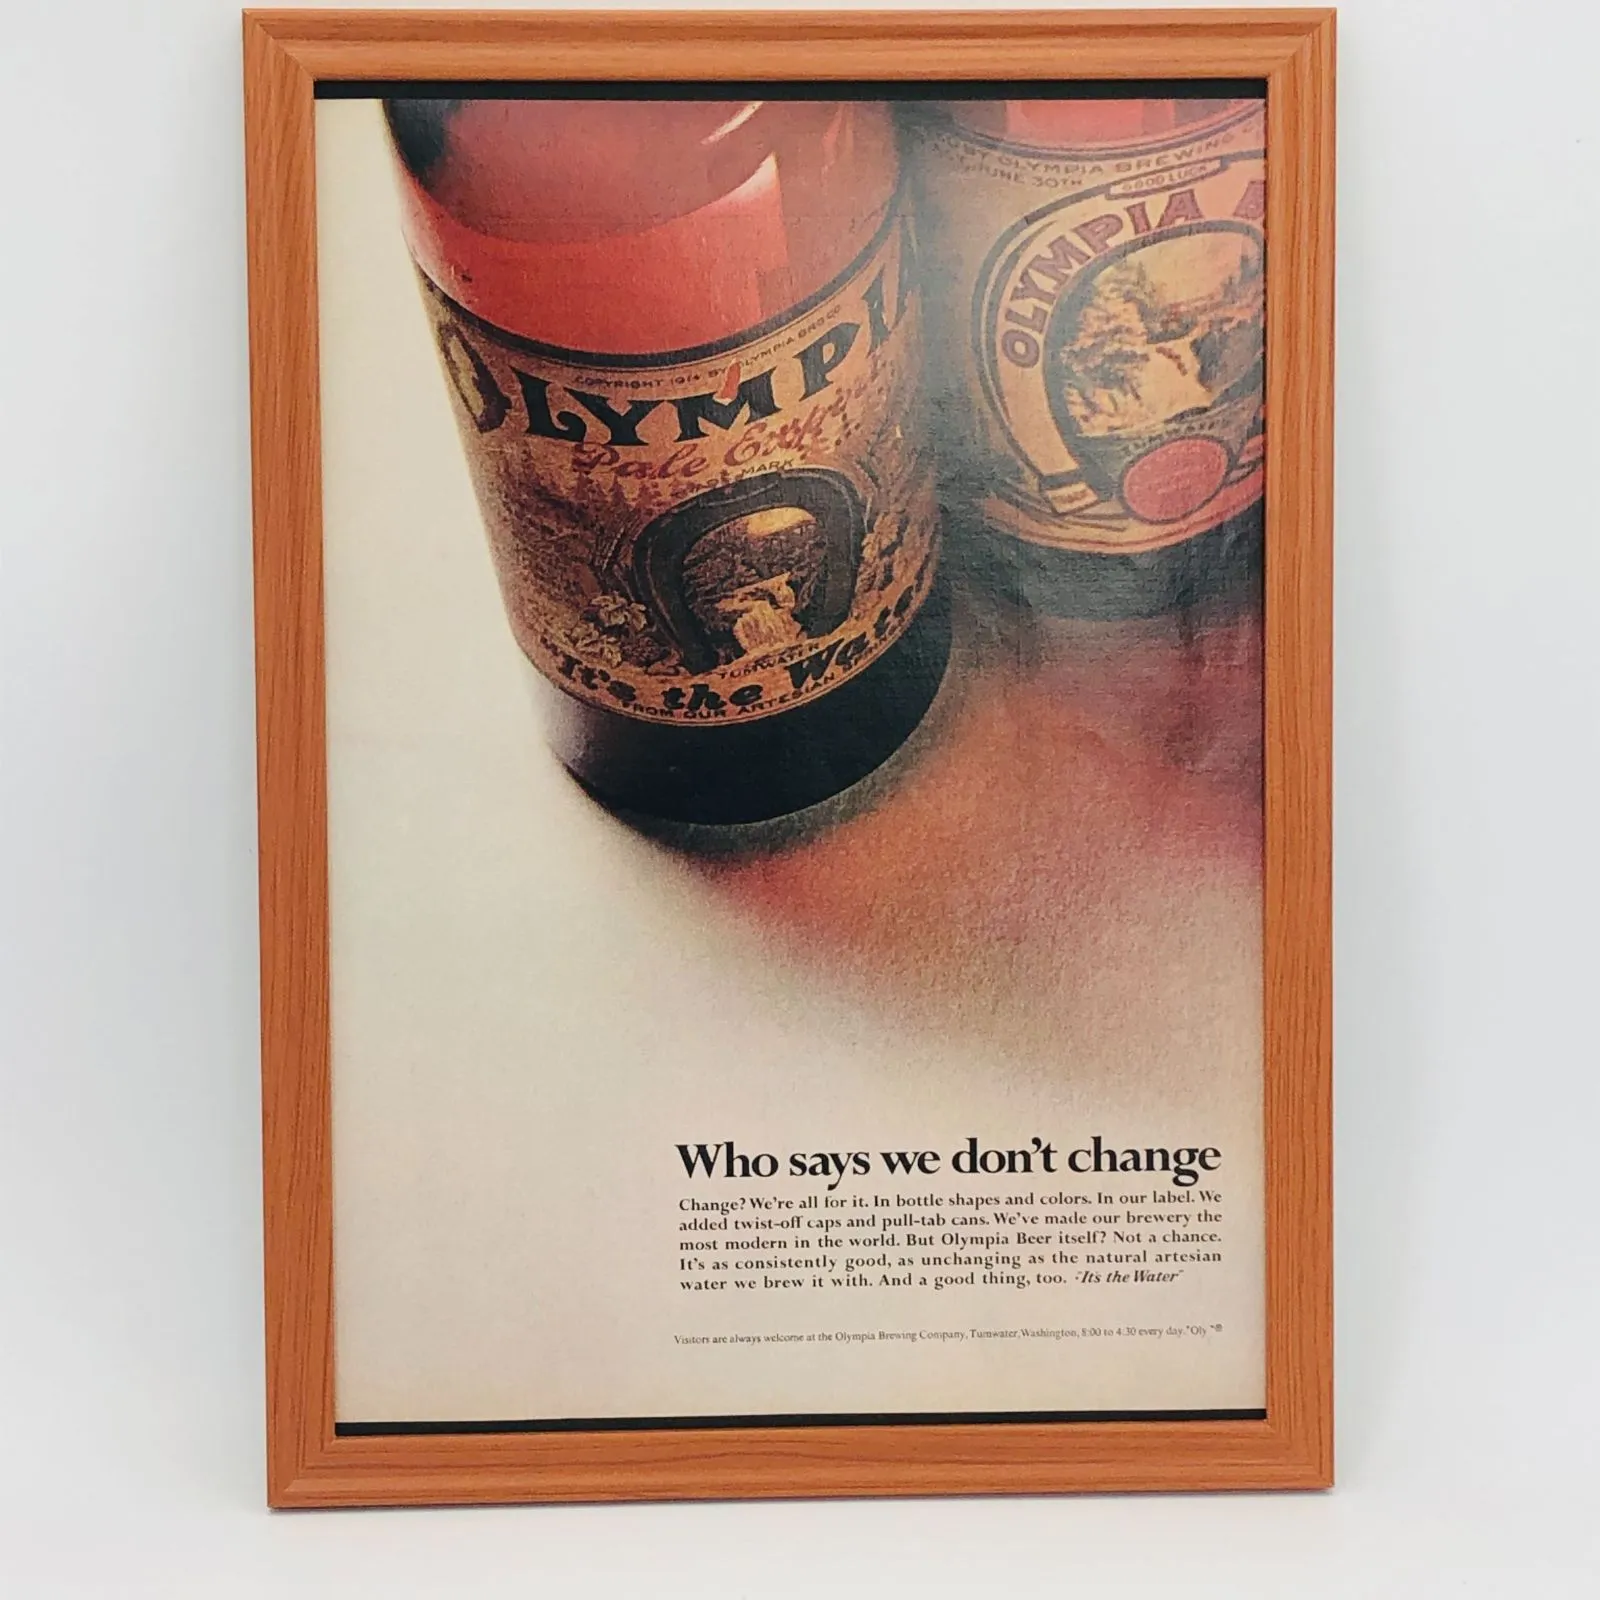 BY OLYMPIA BREWING
JUNE 30TH
GOOD LUCK
OLYMPIA
TUMWATER
COPYRIGHT 1914 BY OLYMPIA BRG CO
OLYMPI
Pale Export
TRADE MARK
TUMWATER
"It's the Wat
FROM OUR ARTESIAN SPRING
Who says we don't change
Change? We're all for it. In bottle shapes and colors. In our label. We
added twist-off caps and pull-tab cans. We've made our brewery the
most modern in the world. But Olympia Beer itself? Not a chance.
It's as consistently good, as unchanging as the natural artesian
water we brew it with. And a good thing, too. "It's the Water"
Visitors are always welcome at the Olympia Brewing Company, Tumwater, Washington, 8:00 to 4:30 every day. "Oly"®